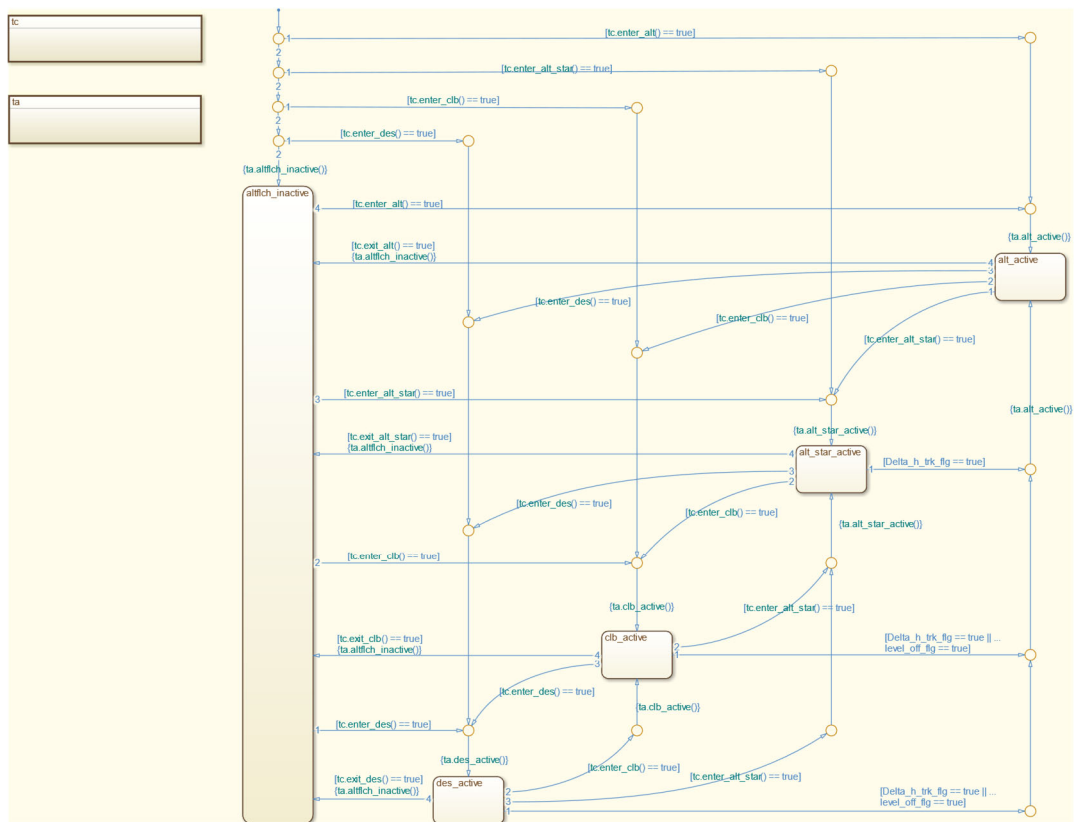 tc
1
[tc.enter_alt() == true]
2
1
[tc.enter_alt_star() == true]
2
ta
1
[tc.enter_clb() == true]
2
1
[tc.enter_des() == true]
2
{ta.altflch_inactive()}
altflch_inactive
4
[tc.enter_alt() == true]
{ta.alt_active()}
[tc.exit_alt() == true]
{ta.altflch_inactive()}
4
alt_active
3
2
1
[tc.enter_des() == true]
[tc.enter_clb() == true]
[tc.enter_alt_star() == true]
3
[tc.enter_alt_star() == true]
{ta.alt_active()}
{ta.alt_star_active()}
[tc.exit_alt_star() == true]
{ta.altflch_inactive()}
4
alt_star_active
3
2
1
[Delta_h_trk_flg == true]
[tc.enter_des() == true]
[tc.enter_clb() == true]
{ta.alt_star_active()}
2
[tc.enter_clb() == true]
{ta.clb_active()}
[tc.enter_alt_star() == true]
[tc.exit_clb() == true]
{ta.altflch_inactive()}
4
3
clb_active
2
1
[Delta_h_trk_flg == true || ...
level_off_flg == true]
[tc.enter_des() == true]
{ta.clb_active()}
1
[tc.enter_des() == true]
{ta.des_active()}
[tc.enter_clb() == true]
[tc.enter_alt_star() == true]
[tc.exit_des() == true]
{ta.altflch_inactive()}
4
des_active
2
3
1
[Delta_h_trk_flg == true || ...
level_off_flg == true]